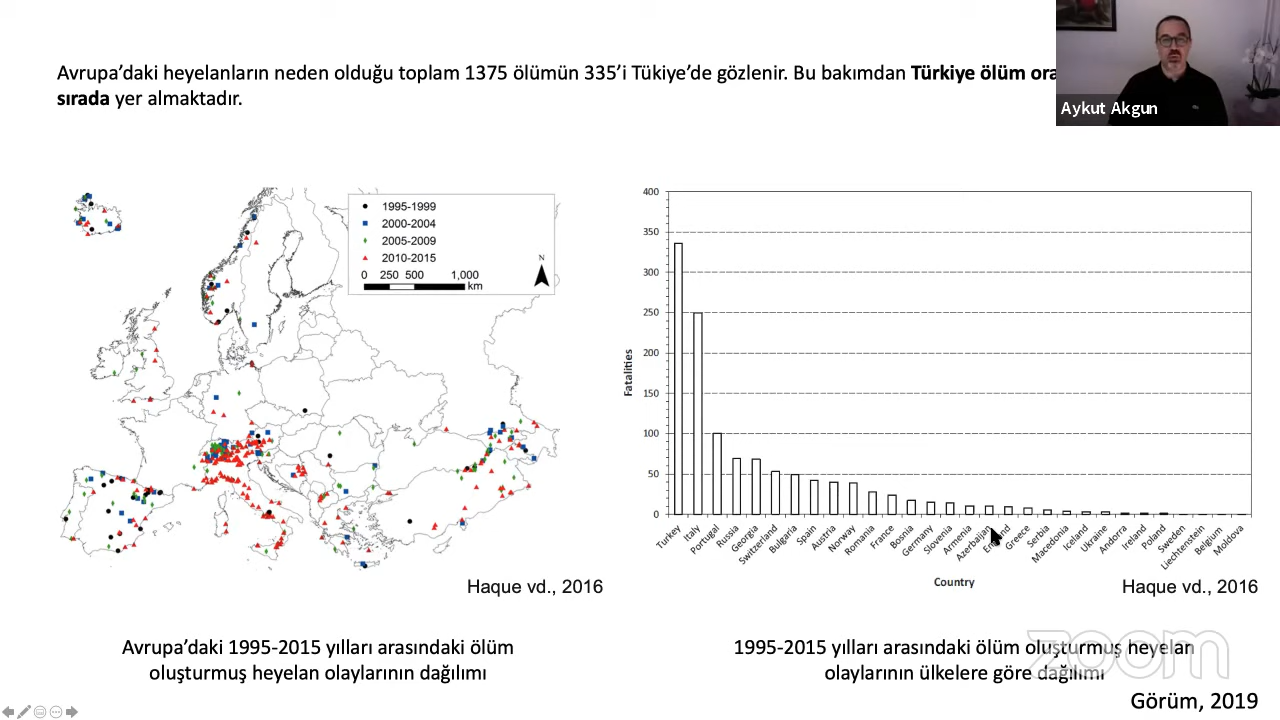 Avrupa’daki heyelanların neden olduğu toplam 1375 ölümün 335’i Tükiye’de gözlenir. Bu bakımdan Türkiye ölüm
sırada yer almaktadır.
Aykut Akgun
1995-1999
2000-2004
2005-2009
2010-2015
0 250 500 1,000
km
N
Haque vd., 2016
Avrupa’daki 1995-2015 yılları arasındaki ölüm
oluşturmuş heyelan olaylarının dağılımı
400
350
300
250
200
150
100
50
0
Fatalities
Turkey
Italy
Portugal
Russia
Georgia
Switzerland
Bulgaria
Spain
Austria
Norway
Romania
France
Bosnia
Germany
Slovenia
Armenia
Azerbaijan
Greece
Serbia
Macedonia
Iceland
Ukraine
Andorra
Ireland
Poland
Sweden
Liechtenstein
Belgium
Moldova
Country
Haque vd., 2016
1995-2015 yılları arasındaki ölüm oluşturmuş heyelan
olaylarının ülkelere göre dağılımı
zoom
Görüm, 2019